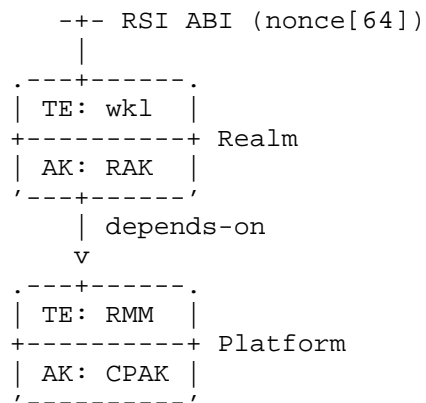 -+- RSI ABI (nonce[64])
|
.---+------.
| TE: wkl |
+----------+ Realm
| AK: RAK |
'---+------'
| depends-on
v
.---+------.
| TE: RMM |
+----------+ Platform
| AK: CPAK |
'----------'